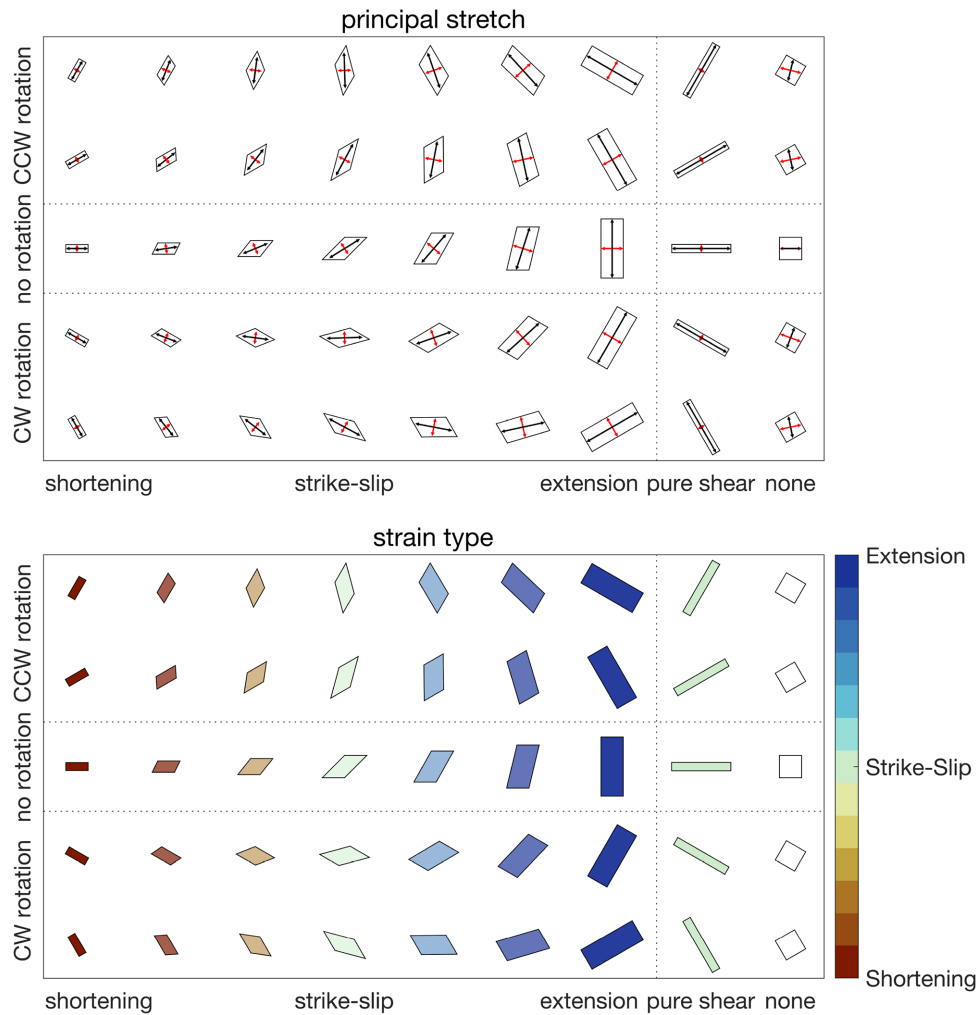 principal stretch
CCW rotation
no rotation
CW rotation
shortening strike-slip extension pure shear none
strain type
CCW rotation
no rotation
CW rotation
shortening strike-slip extension pure shear none
Extension
Strike-Slip
Shortening